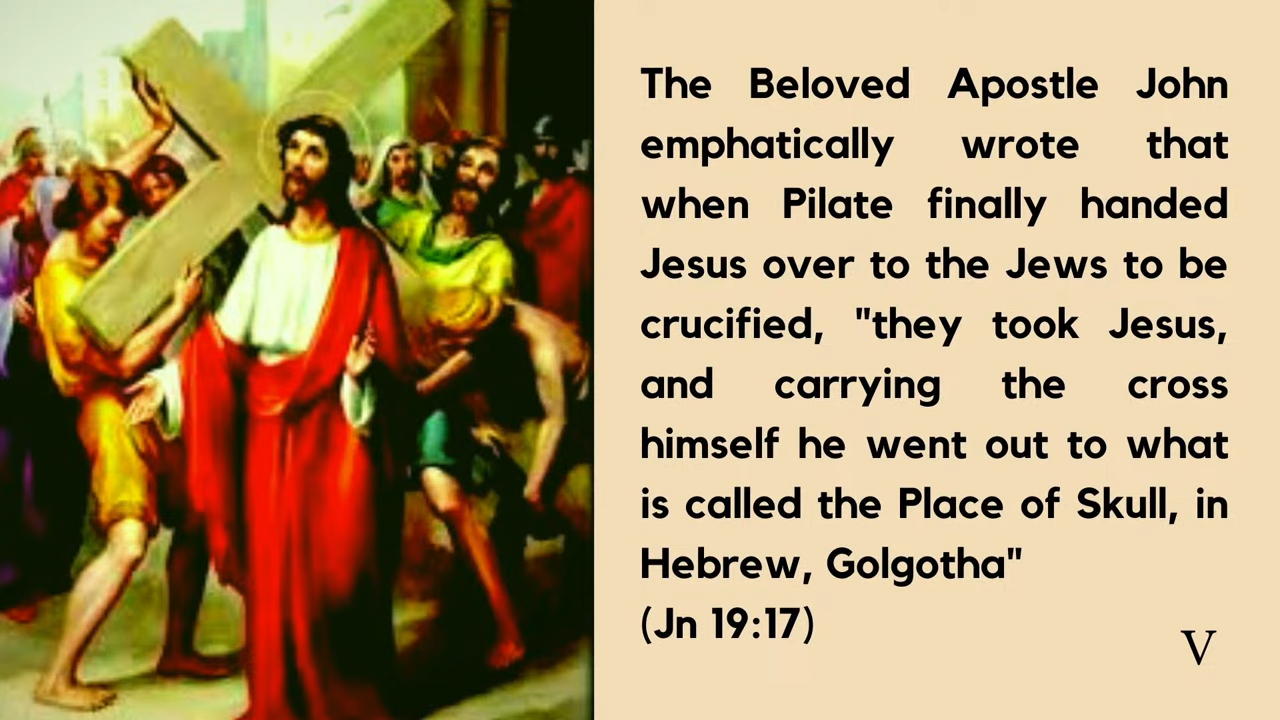 The Beloved Apostle John
emphatically wrote that
when Pilate finally handed
Jesus over to the Jews to be
crucified, "they took Jesus,
and carrying the cross
himself he went out to what
is called the Place of Skull, in
Hebrew, Golgotha"
(Jn 19:17)
V